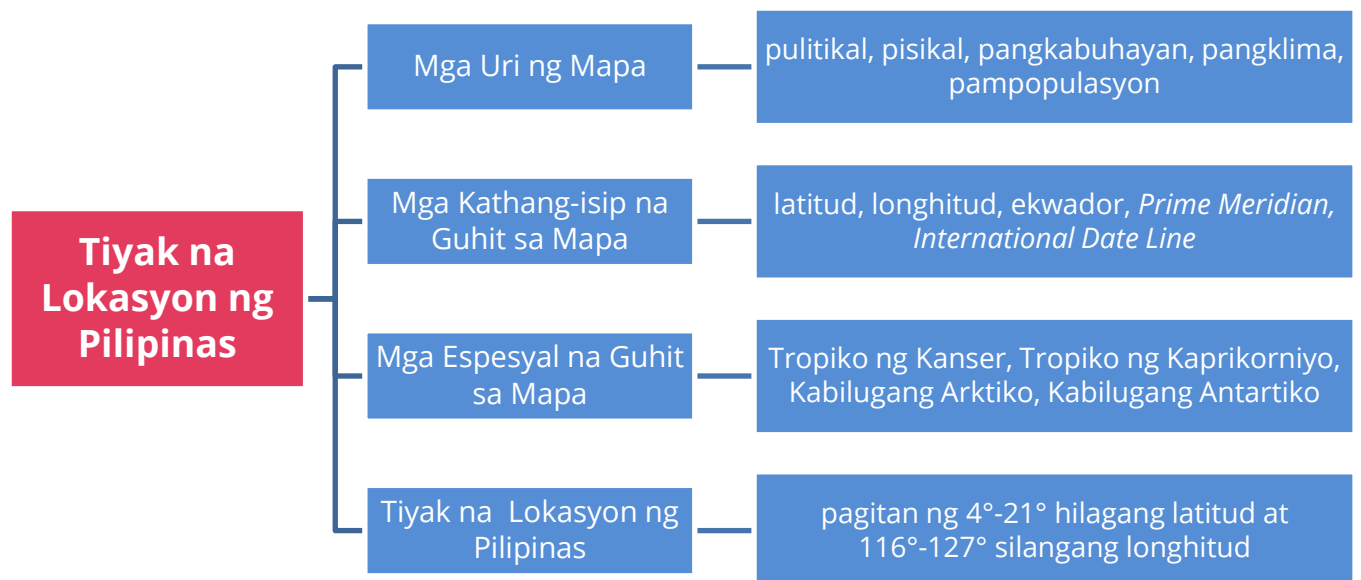 Tiyak na
Lokasyon ng
Pilipinas
Mga Uri ng Mapa
pulitikal, pisikal, pangkabuhayan, pangklima,
pampopulasyon
Mga Kathang-isip na
Guhit sa Mapa
latitud, longhitud, ekwador, Prime Meridian,
International Date Line
Mga Espesyal na Guhit
sa Mapa
Tropiko ng Kanser, Tropiko ng Kaprikorniyo,
Kabilugang Arktiko, Kabilugang Antartiko
Tiyak na Lokasyon ng
Pilipinas
pagitan ng 4°-21° hilagang latitud at
116°-127° silangang longhitud